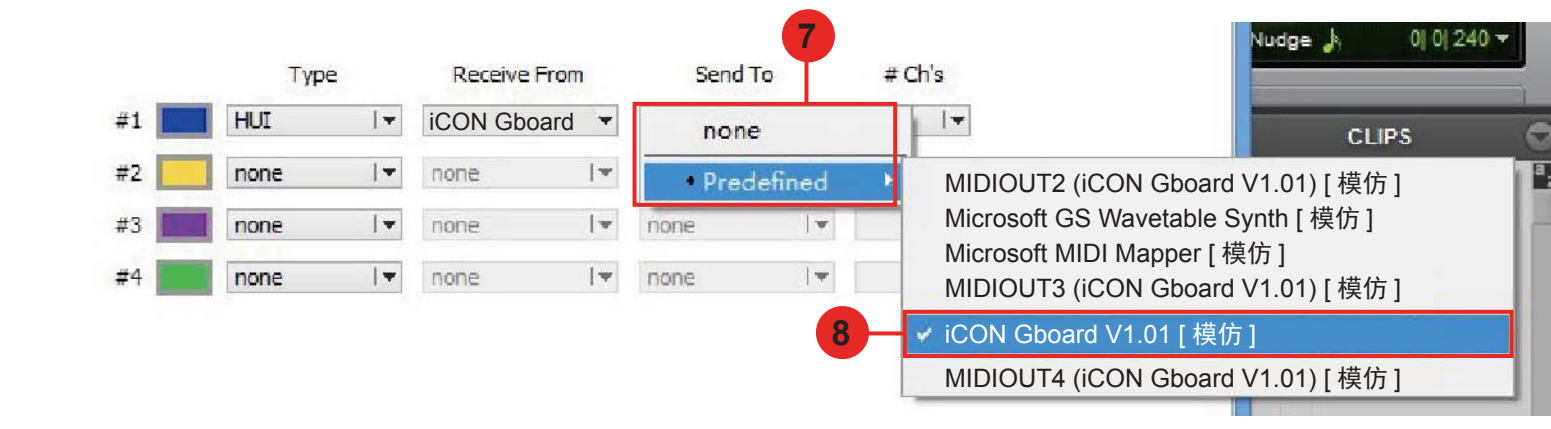 7
Nudge 0| 0| 240
Type Receive From Send To # Ch's
#1 HUI iCON Gboard none
CLIPS
#2 none none • Predefined
#3 none none none
#4 none none none
MIDIOUT2 (iCON Gboard V1.01) [ 模仿 ]
Microsoft GS Wavetable Synth [ 模仿 ]
Microsoft MIDI Mapper [ 模仿 ]
MIDIOUT3 (iCON Gboard V1.01) [ 模仿 ]
8 iCON Gboard V1.01 [ 模仿 ]
MIDIOUT4 (iCON Gboard V1.01) [ 模仿 ]